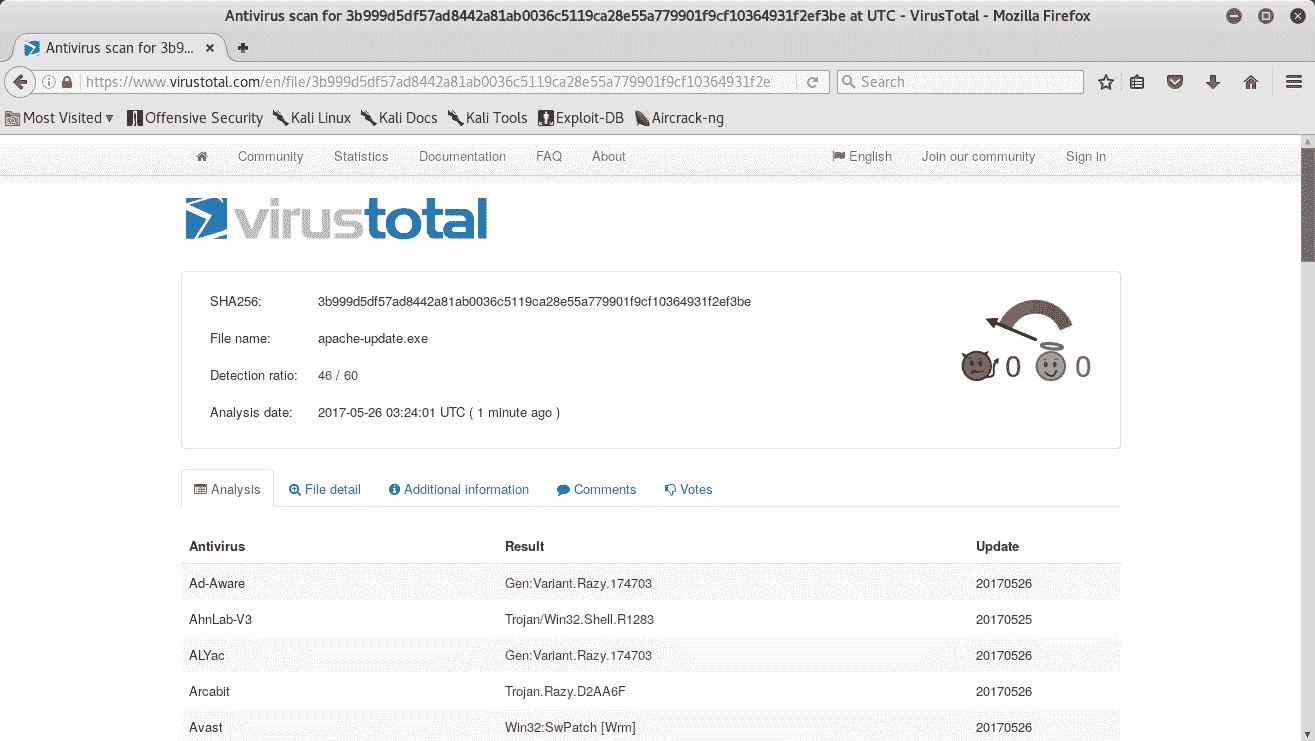 Antivirus scan for 3b999d5df57ad8442a81ab0036c5119ca28e55a779901f9cf10364931f2ef3be at UTC - VirusTotal - Mozilla Firefox
Antivirus scan for 3b9...
https://www.virustotal.com/en/file/3b999d5df57ad8442a81ab0036c5119ca28e55a779901f9cf10364931f2e
Search
Most Visited Offensive Security Kali Linux Kali Docs Kali Tools Exploit-DB Aircrack-ng
Community Statistics Documentation FAQ About English Join our community Sign in
virustotal
SHA256: 3b999d5df57ad8442a81ab0036c5119ca28e55a779901f9cf10364931f2ef3be
File name: apache-update.exe
Detection ratio: 46 / 60
0 0
Analysis date: 2017-05-26 03:24:01 UTC ( 1 minute ago )
Analysis File detail Additional information Comments Votes
Antivirus Result Update
Ad-Aware Gen:Variant.Razy.174703 20170526
AhnLab-V3 Trojan/Win32.Shell.R1283 20170525
ALYac Gen:Variant.Razy.174703 20170526
Arcabit Trojan.Razy.D2AA6F 20170526
Avast Win32:SwPatch [Wrm] 20170526